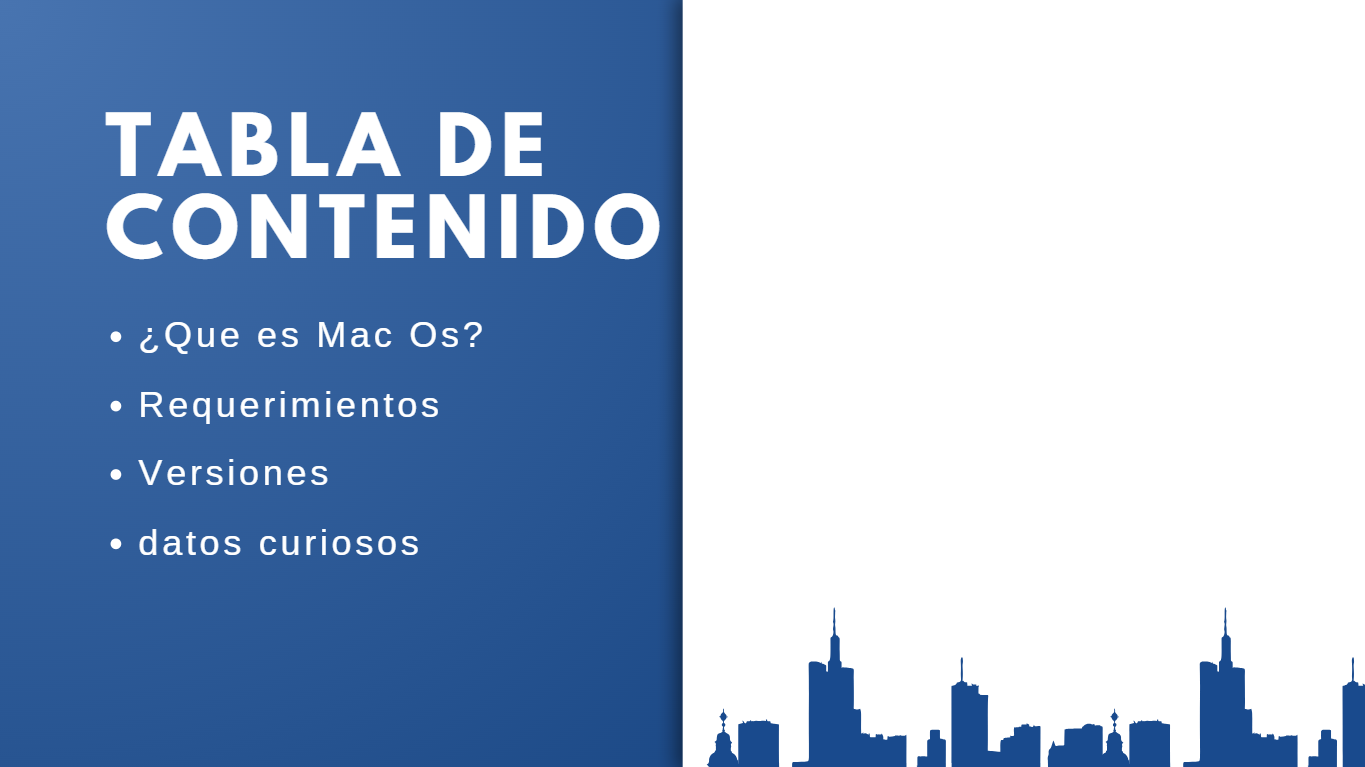 TABLA DE
CONTENIDO
• ¿Que es Mac Os?
• Requerimientos
• Versiones
• datos curiosos